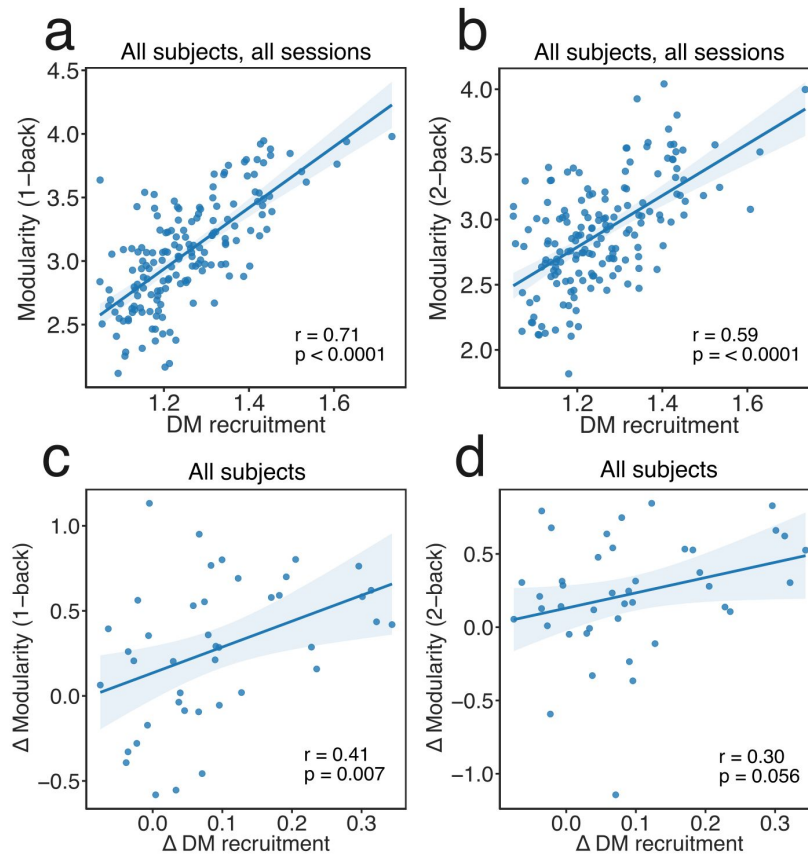 a
All subjects, all sessions
4.5
4.0
3.5
3.0
2.5
Modularity (1−back)
r = 0.71
p < 0.0001
1.2 1.4 1.6
DM recruitment
b
All subjects, all sessions
4.0
3.5
3.0
2.5
2.0
Modularity (2−back)
r = 0.59
p = < 0.0001
1.2 1.4 1.6
DM recruitment
c
All subjects
1.0
0.5
0.0
−0.5
Δ Modularity (1−back)
r = 0.41
p = 0.007
0.0 0.1 0.2 0.3
Δ DM recruitment
d
All subjects
0.5
0.0
−0.5
−1.0
Δ Modularity (2−back)
r = 0.30
p = 0.056
0.0 0.1 0.2 0.3
Δ DM recruitment